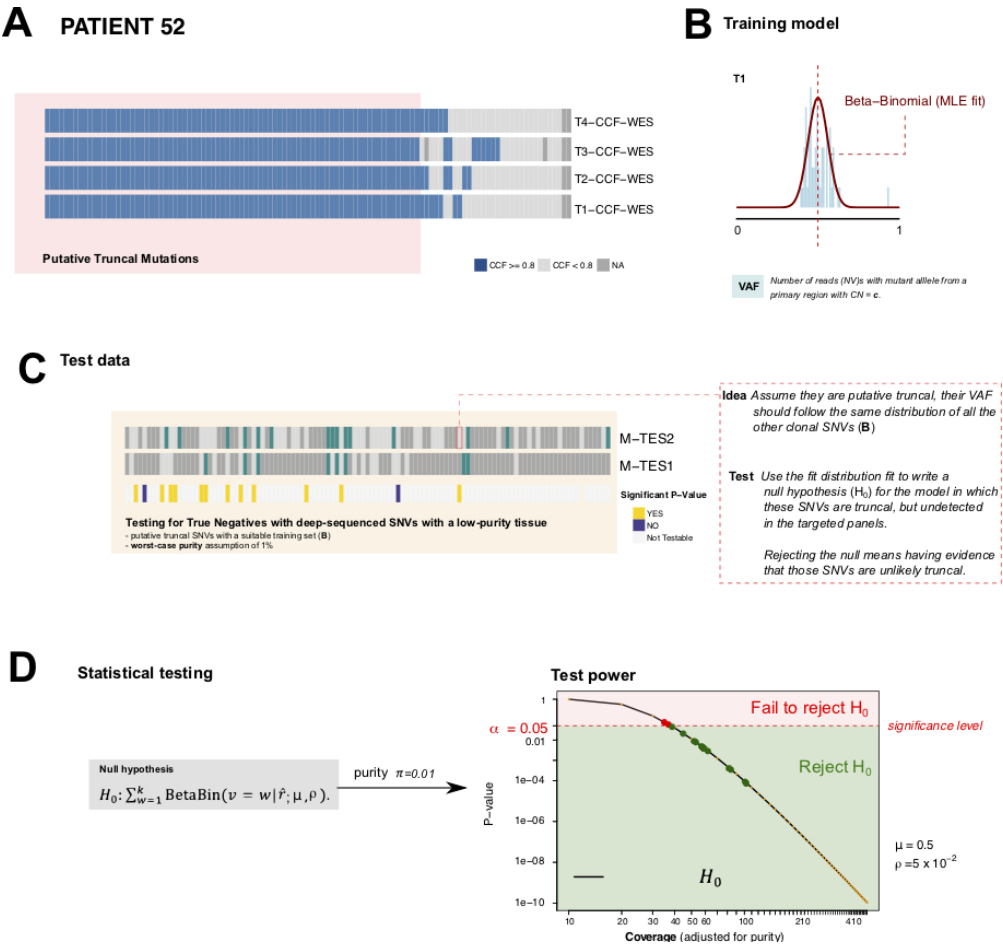 A PATIENT 52
T4-CCF-WES
T3-CCF-WES
T2-CCF-WES
T1-CCF-WES
Putative Truncal Mutations
CCF >= 0.8 CCF < 0.8 NA
B Training model
T1
Beta-Binomial (MLE fit)
0 1
VAF Number of reads (NV)s with mutant alllele from a
primary region with CN = c.
C Test data
M-TES2
M-TES1
Significant P-Value
YES
NO
Not Testable
Testing for True Negatives with deep-sequenced SNVs with a low-purity tissue
- putative truncal SNVs with a suitable training set (B)
- worst-case purity assumption of 1%
Idea Assume they are putative truncal, their VAF
should follow the same distribution of all the
other clonal SNVs (B)
Test Use the fit distribution fit to write a
null hypothesis (H₀) for the model in which
these SNVs are truncal, but undetected
in the targeted panels.
Rejecting the null means having evidence
that those SNVs are unlikely truncal.
D Statistical testing
Null hypothesis
H₀: ∑ᵏw=1 BetaBin(v = w|r̂; μ, ρ).
purity π=0.01
Test power
Fail to reject H₀
α = 0.05
significance level
Reject H₀
P-value
1
0.01
1e-04
1e-06
1e-08
1e-10
H₀
μ = 0.5
ρ =5 x 10⁻²
10 20 30 40 50 60 100 210 410
Coverage (adjusted for purity)